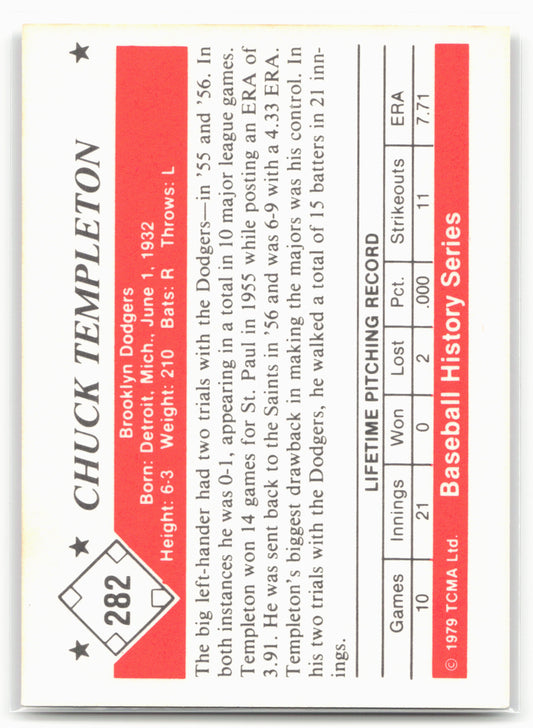 282
CHUCK TEMPLETON
Brooklyn Dodgers
Born: Detroit, Mich., June 1, 1932
Height: 6-3 Weight: 210 Bats: R Throws: L
The big left-hander had two trials with the Dodgers—in '55 and '56. In
both instances he was 0-1, appearing in a total in 10 major league games.
Templeton won 14 games for St. Paul in 1955 while posting an ERA of
3.91. He was sent back to the Saints in '56 and was 6-9 with a 4.33 ERA.
Templeton's biggest drawback in making the majors was his control. In
his two trials with the Dodgers, he walked a total of 15 batters in 21 inn-
ings.
LIFETIME PITCHING RECORD
Games Innings Won Lost Pct. Strikeouts ERA
10 21 0 2 .000 11 7.71
© 1979 TCMA Ltd. Baseball History Series